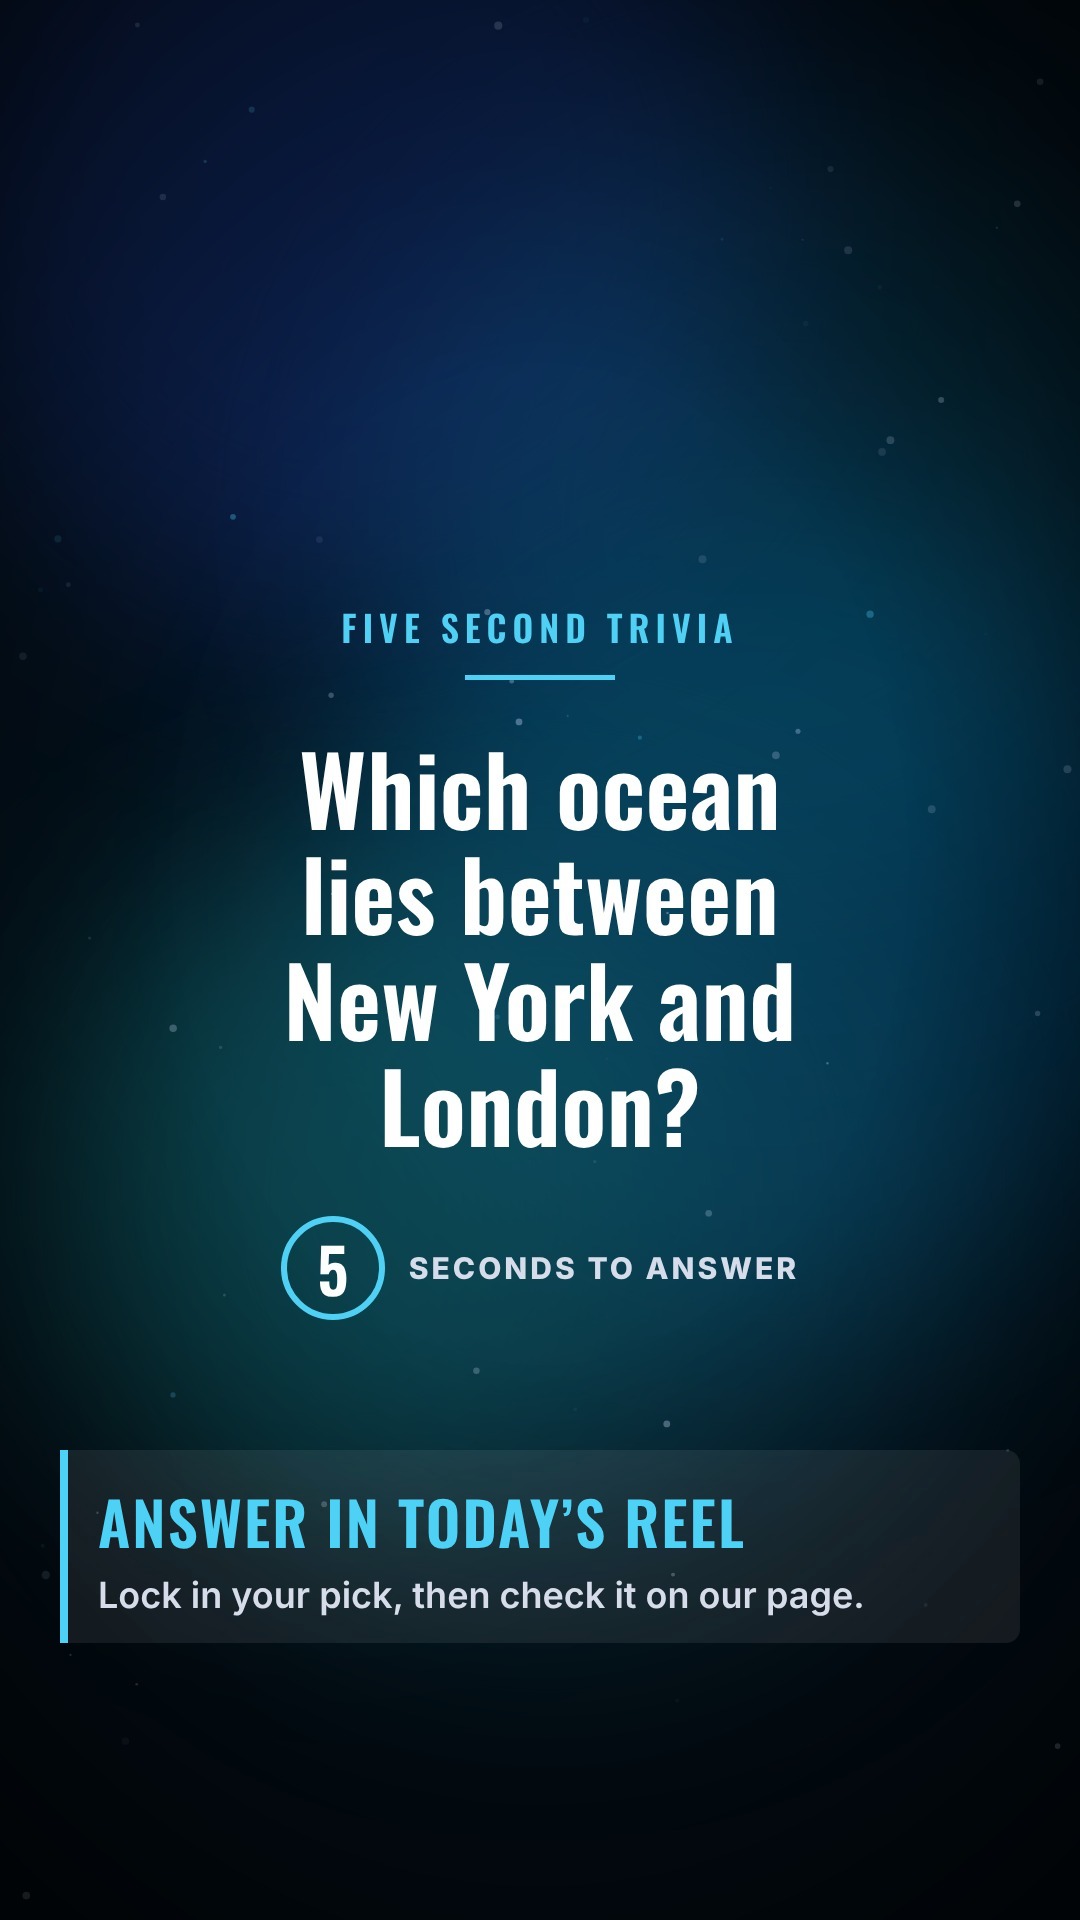 FIVE SECOND TRIVIA
Which ocean
lies between
New York and
London?
5 SECONDS TO ANSWER
ANSWER IN TODAY’S REEL
Lock in your pick, then check it on our page.